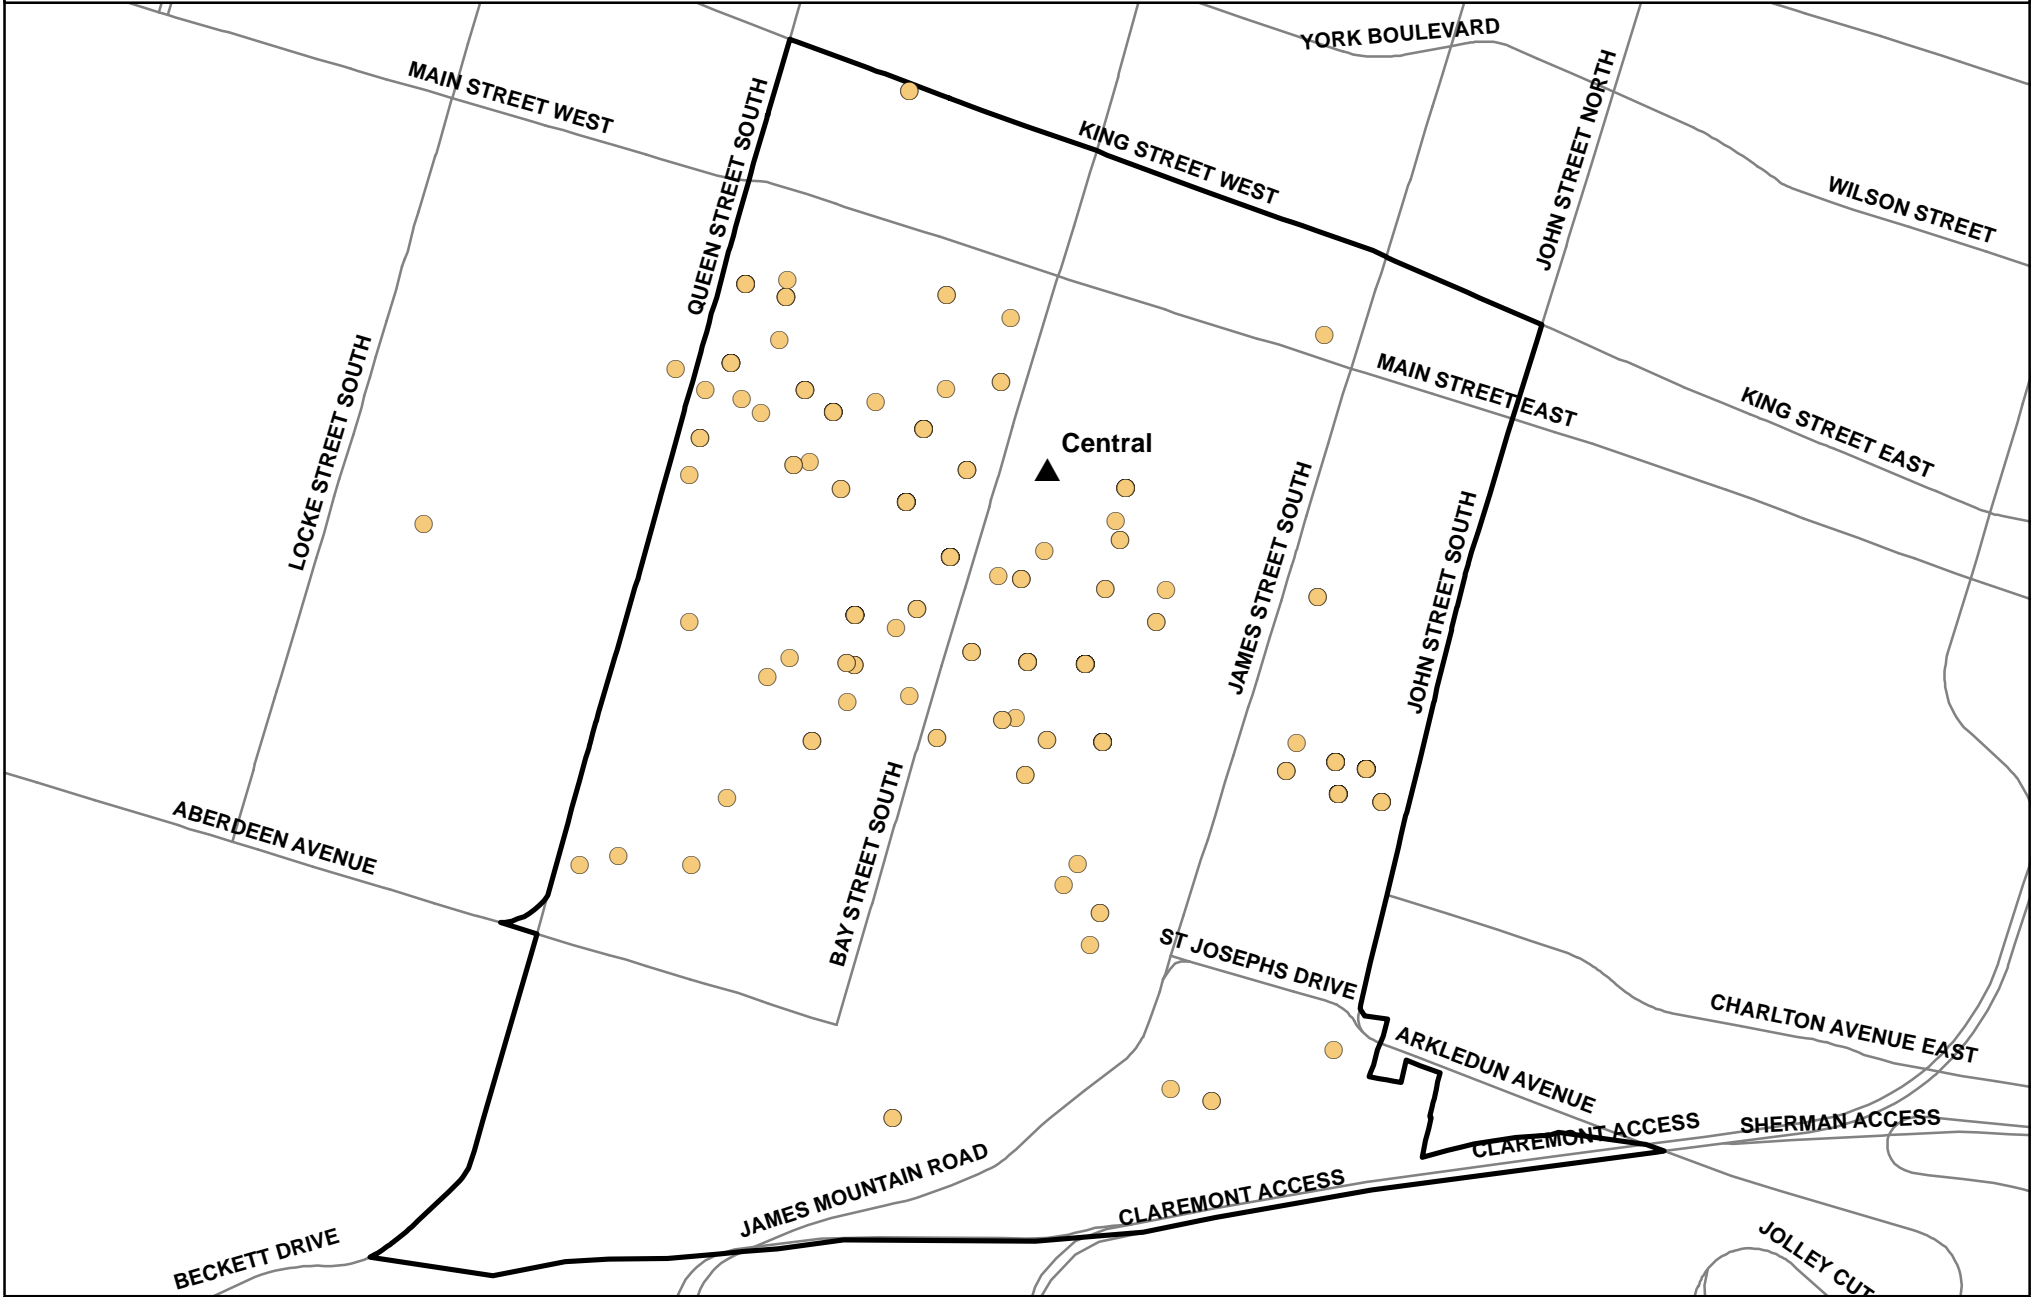 YORK BOULEVARD
MAIN STREET WEST
QUEEN STREET SOUTH
KING STREET WEST
JOHN STREET NORTH
WILSON STREET
LOCKE STREET SOUTH
MAIN STREET EAST
KING STREET EAST
Central
JAMES STREET SOUTH
JOHN STREET SOUTH
ABERDEEN AVENUE
BAY STREET SOUTH
ST JOSEPHS DRIVE
CHARLTON AVENUE EAST
ARKLEDUN AVENUE
CLAREMONT ACCESS
SHERMAN ACCESS
JAMES MOUNTAIN ROAD
CLAREMONT ACCESS
BECKETT DRIVE
JOLLEY CUT